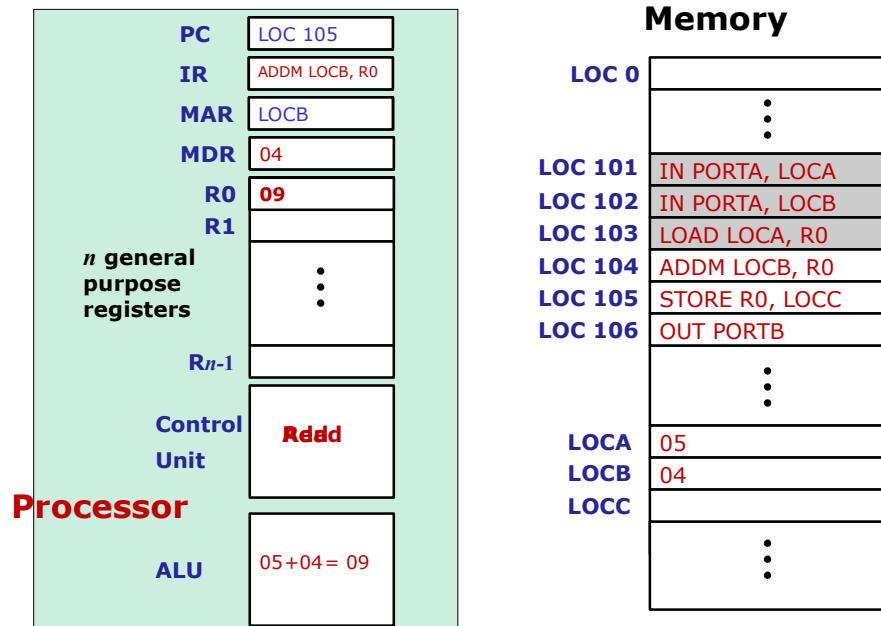 PC
LOC 105
IR
ADDM LOCB, R0
MAR
LOCB
MDR
04
R0
09
R1
n general
purpose
registers
Rn-1
Control
Unit
Processor
ALU
05+04= 09
Memory
LOC 0
LOC 101
IN PORTA, LOCA
LOC 102
IN PORTA, LOCB
LOC 103
LOAD LOCA, R0
LOC 104
ADDM LOCB, R0
LOC 105
STORE R0, LOCC
LOC 106
OUT PORTB
LOCA
05
LOCB
04
LOCC